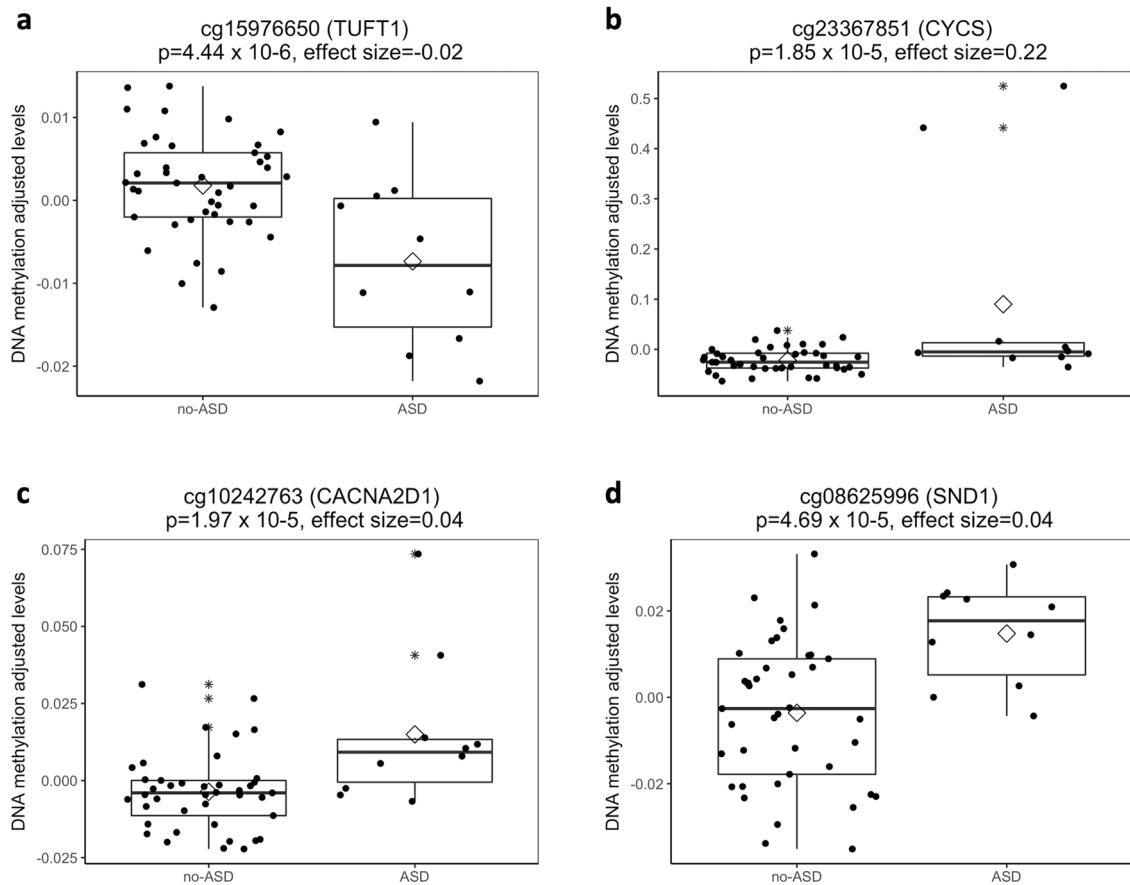 a
cg15976650 (TUFT1)
p=4.44 x 10-6, effect size=-0.02
DNA methylation adjusted levels
0.01
0.00
-0.01
-0.02
no-ASD
ASD
b
cg23367851 (CYCS)
p=1.85 x 10-5, effect size=0.22
DNA methylation adjusted levels
0.5
0.4
0.3
0.2
0.1
0.0
no-ASD
ASD
c
cg10242763 (CACNA2D1)
p=1.97 x 10-5, effect size=0.04
DNA methylation adjusted levels
0.075
0.050
0.025
0.000
-0.025
no-ASD
ASD
d
cg08625996 (SND1)
p=4.69 x 10-5, effect size=0.04
DNA methylation adjusted levels
0.02
0.00
-0.02
no-ASD
ASD